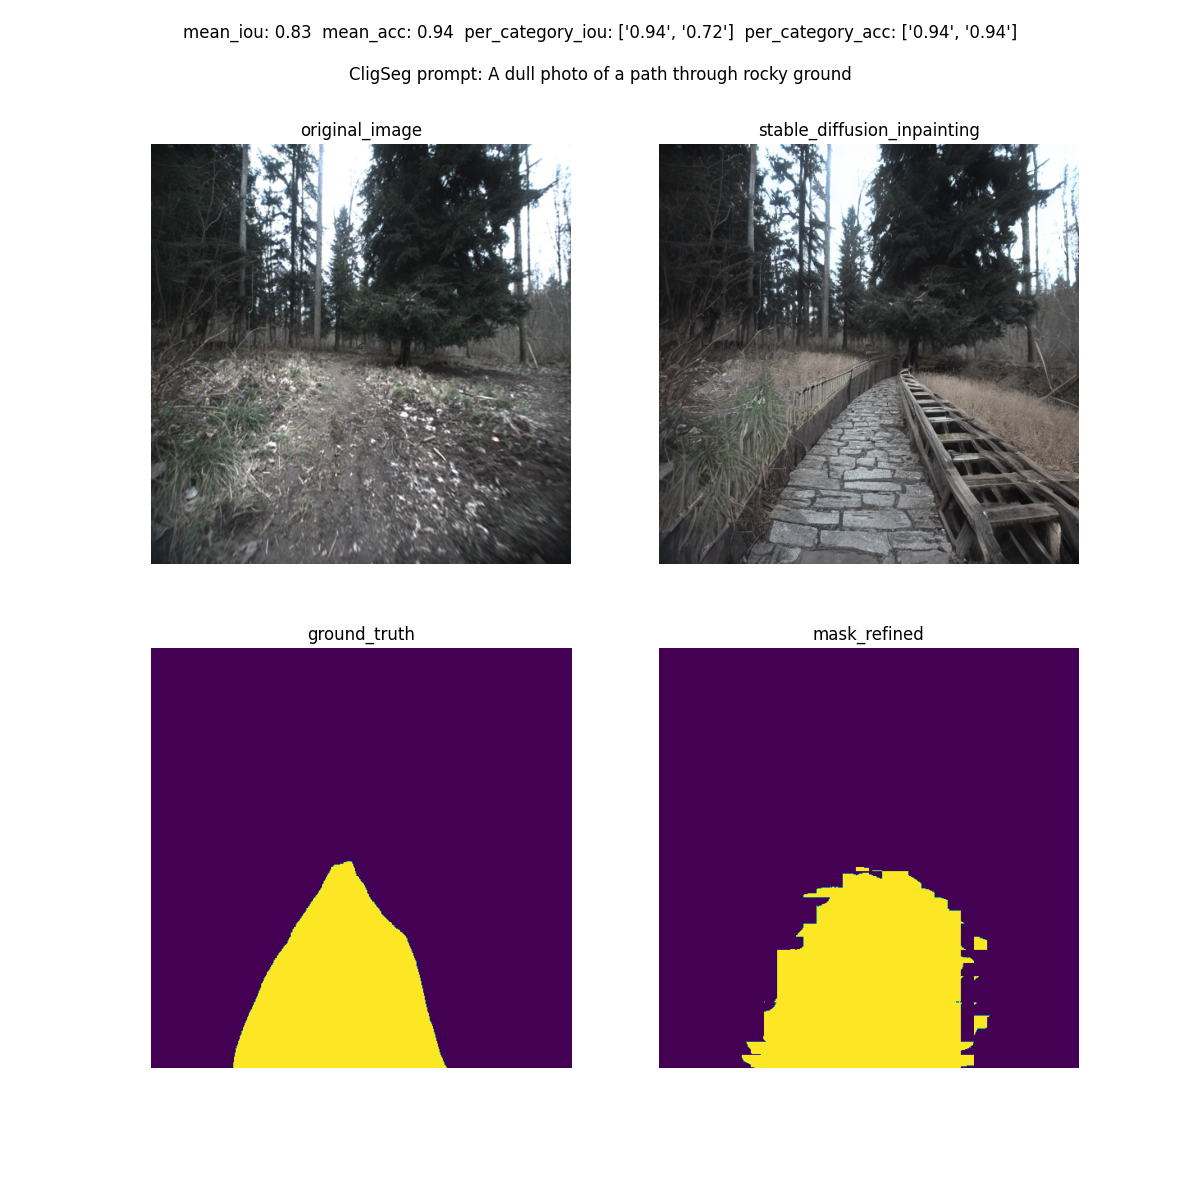 mean_iou: 0.83  mean_acc: 0.94  per_category_iou: ['0.94', '0.72']  per_category_acc: ['0.94', '0.94']
CligSeg prompt: A dull photo of a path through rocky ground
original_image
stable_diffusion_inpainting
ground_truth
mask_refined